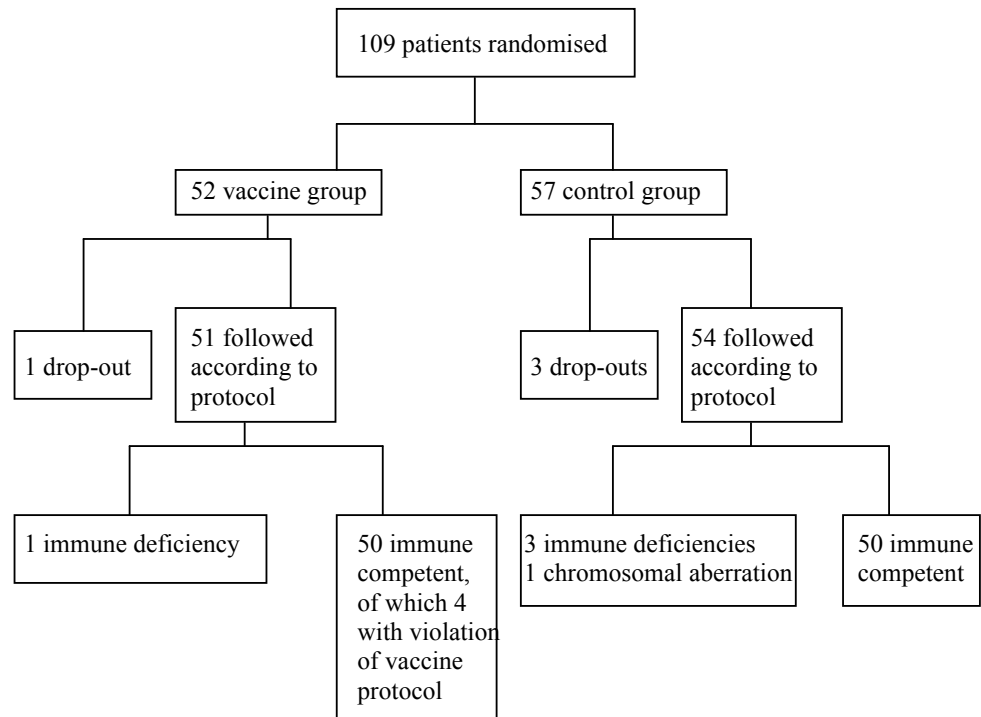 109 patients randomised
52 vaccine group
57 control group
1 drop-out
51 followed
according to
protocol
3 drop-outs
54 followed
according to
protocol
1 immune deficiency
50 immune
competent,
of which 4
with violation
of vaccine
protocol
3 immune deficiencies
1 chromosomal aberration
50 immune
competent